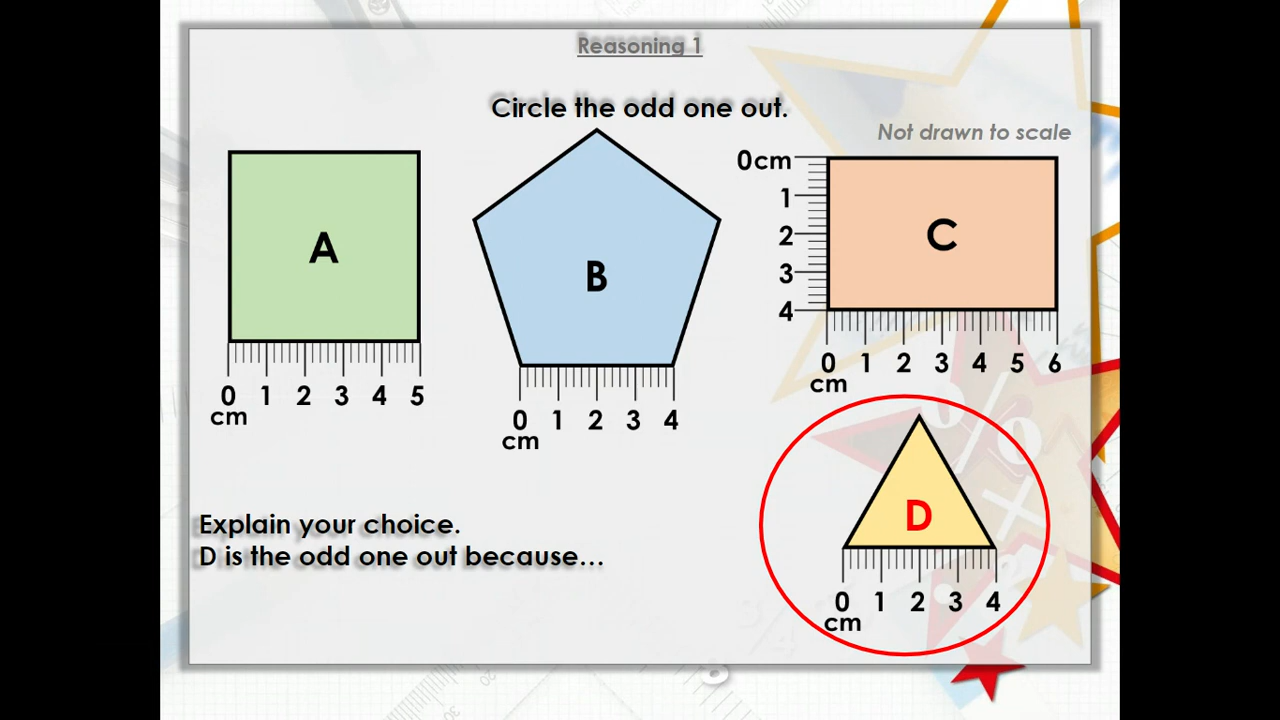 Reasoning 1
Circle the odd one out.
Not drawn to scale
A
0 1 2 3 4 5
cm
B
0 1 2 3 4
cm
0cm
1
2
3
4
C
0 1 2 3 4 5 6
cm
D
0 1 2 3 4
cm
Explain your choice.
D is the odd one out because…